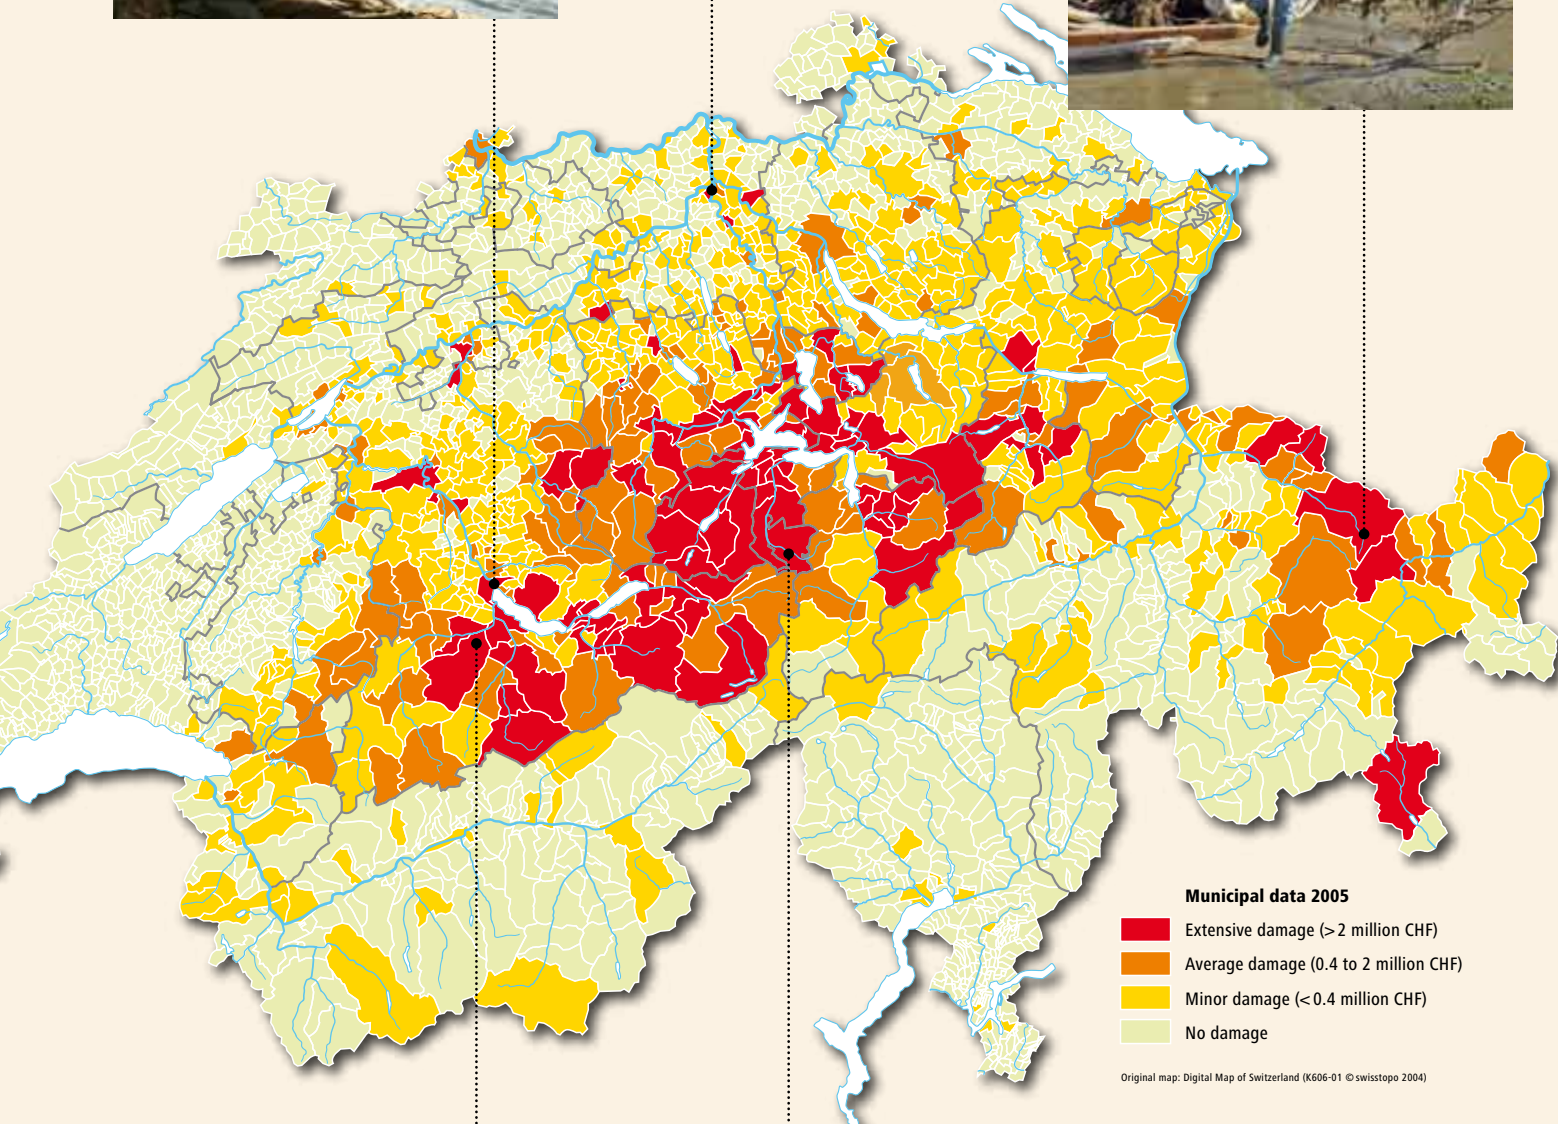 Municipal data 2005
Extensive damage (> 2 million CHF)
Average damage (0.4 to 2 million CHF)
Minor damage (< 0.4 million CHF)
No damage
Original map: Digital Map of Switzerland (K606-01 © swisstopo 2004)